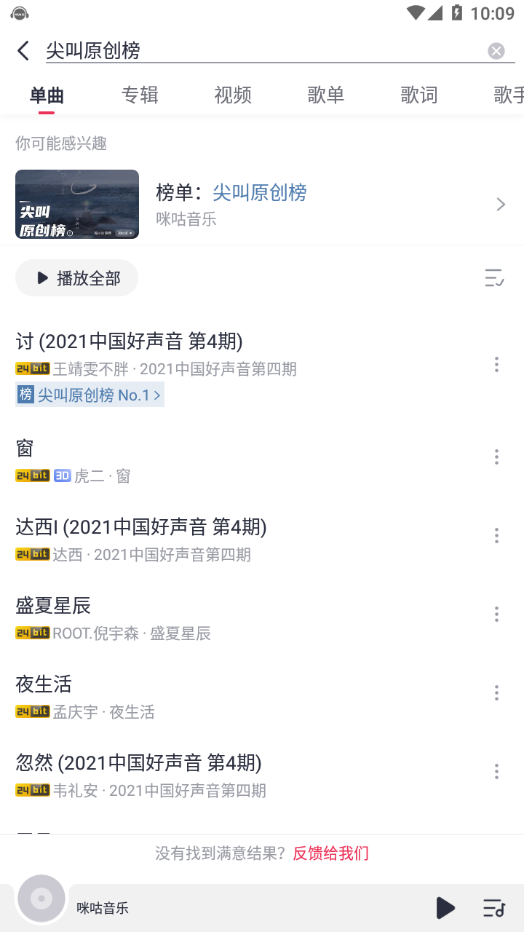 10:09
尖叫原创榜
单曲 专辑 视频 歌单 歌词 歌手
你可能感兴趣
尖叫
原创榜
榜单：尖叫原创榜
咪咕音乐
播放全部
讨 (2021中国好声音 第4期)
24bit 王靖雯不胖 · 2021中国好声音第四期
榜 尖叫原创榜 No.1 >
窗
24bit 3D 虎二 · 窗
达西I (2021中国好声音 第4期)
24bit 达西 · 2021中国好声音第四期
盛夏星辰
24bit ROOT.倪宇森 · 盛夏星辰
夜生活
24bit 孟庆宇 · 夜生活
忽然 (2021中国好声音 第4期)
24bit 韦礼安 · 2021中国好声音第四期
没有找到满意结果？反馈给我们
咪咕音乐